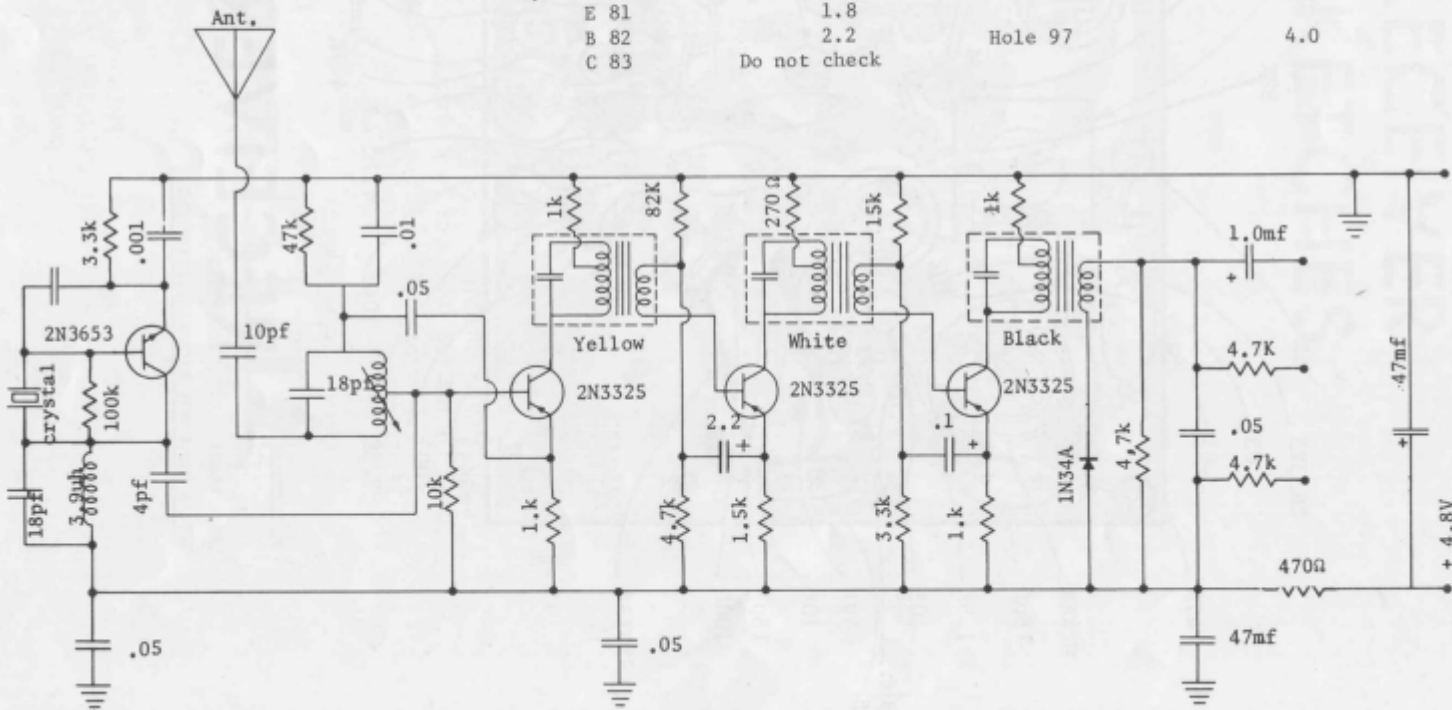 E 81 1.8
B 82 2.2 Hole 97 4.0
C 83 Do not check
Ant.
3.3k
.001
47k
.01
1k
82K
270Ω
15k
1k
1.0mf
+
2N3653
10pf
.05
Yellow
White
Black
4.7K
47mf
+
crystal
100k
18pf
2N3325
2N3325
2N3325
2.2
+
.1
+
1N34A
4.7k
.05
4.7k
18pf
3.9uh
4pf
10k
1.k
4.7k
1.5k
3.3k
1.k
470Ω
+ 4.8V
.05
.05
47mf